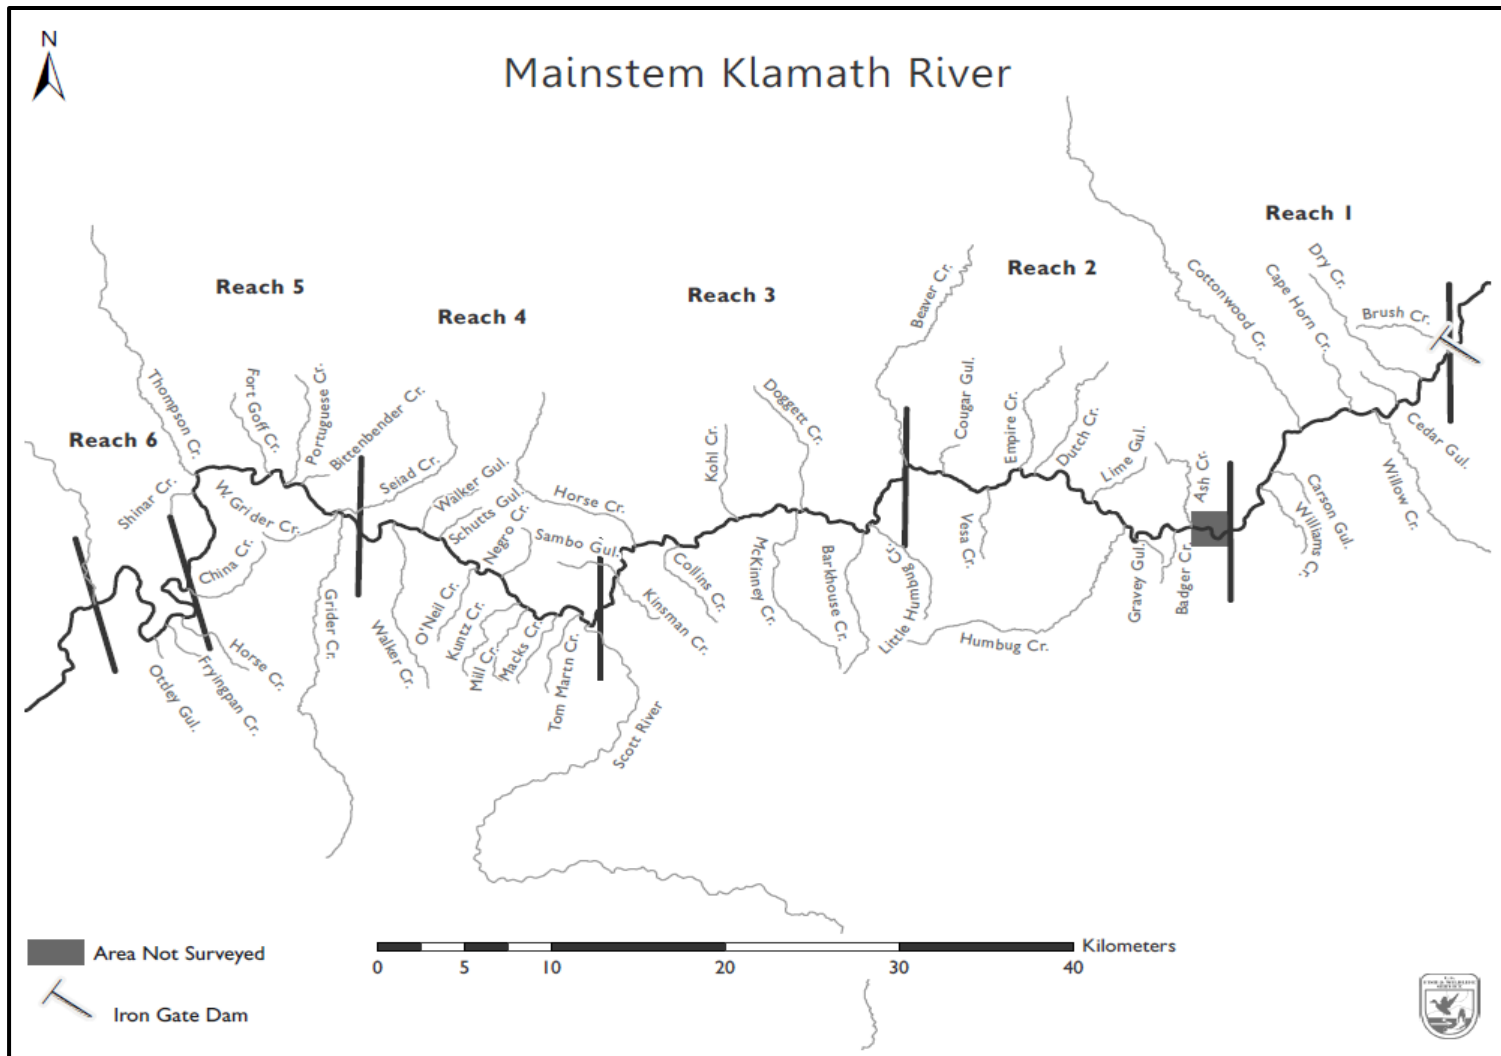 N
Mainstem Klamath River
Reach 1
Reach 2
Reach 3
Reach 4
Reach 5
Reach 6
Dry Cr.
Cape Horn Cr.
Brush Cr.
Cottonwood Cr.
Cedar Gul.
Willow Cr.
Carson Gul.
Williams Cr.
Beaver Cr.
Cougar Gul.
Empire Cr.
Dutch Cr.
Lime Gul.
Ash Cr.
Vesa Cr.
Gravey Gul.
Badger Cr.
Humbug Cr.
Little Humbug Cr.
Doggett Cr.
Kohl Cr.
Horse Cr.
Sambo Gul.
Collins Cr.
Kinsman Cr.
McKinney Cr.
Barkhouse Cr.
Scott River
Seiad Cr.
Walker Gul.
Schutts Gul.
Negro Cr.
O'Neil Cr.
Kuntz Cr.
Mill Cr.
Macks Cr.
Tom Martn Cr.
Walker Cr.
Grider Cr.
Thompson Cr.
Fort Goff Cr.
Portuguese Cr.
Bittenbender Cr.
Shinar Cr.
W. Grider Cr.
China Cr.
Horse Cr.
Fryingpan Cr.
Ottley Gul.
Area Not Surveyed
Iron Gate Dam
0 5 10 20 30 40
Kilometers
U.S.
FISH & WILDLIFE
SERVICE